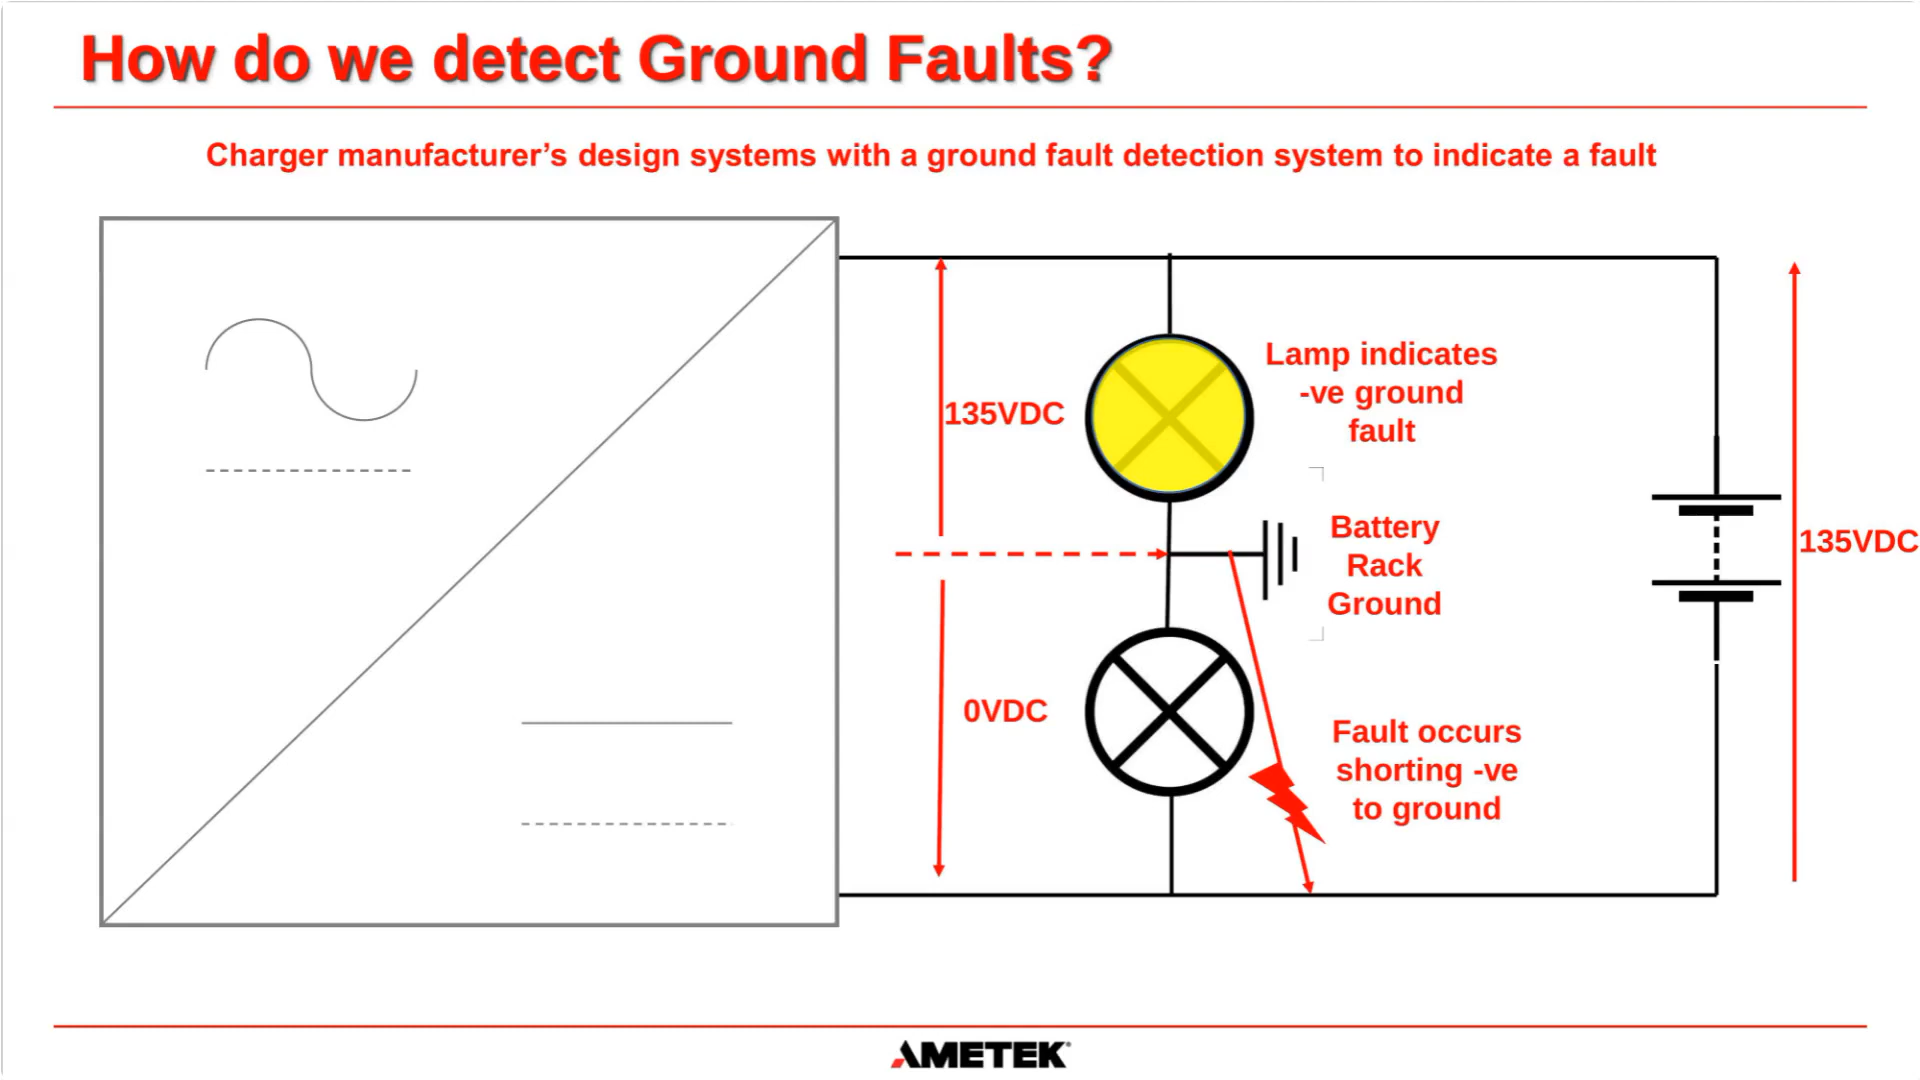 How do we detect Ground Faults?
Charger manufacturer’s design systems with a ground fault detection system to indicate a fault
135VDC
Lamp indicates
-ve ground
fault
Battery
Rack
Ground
135VDC
0VDC
Fault occurs
shorting -ve
to ground
AMETEK®